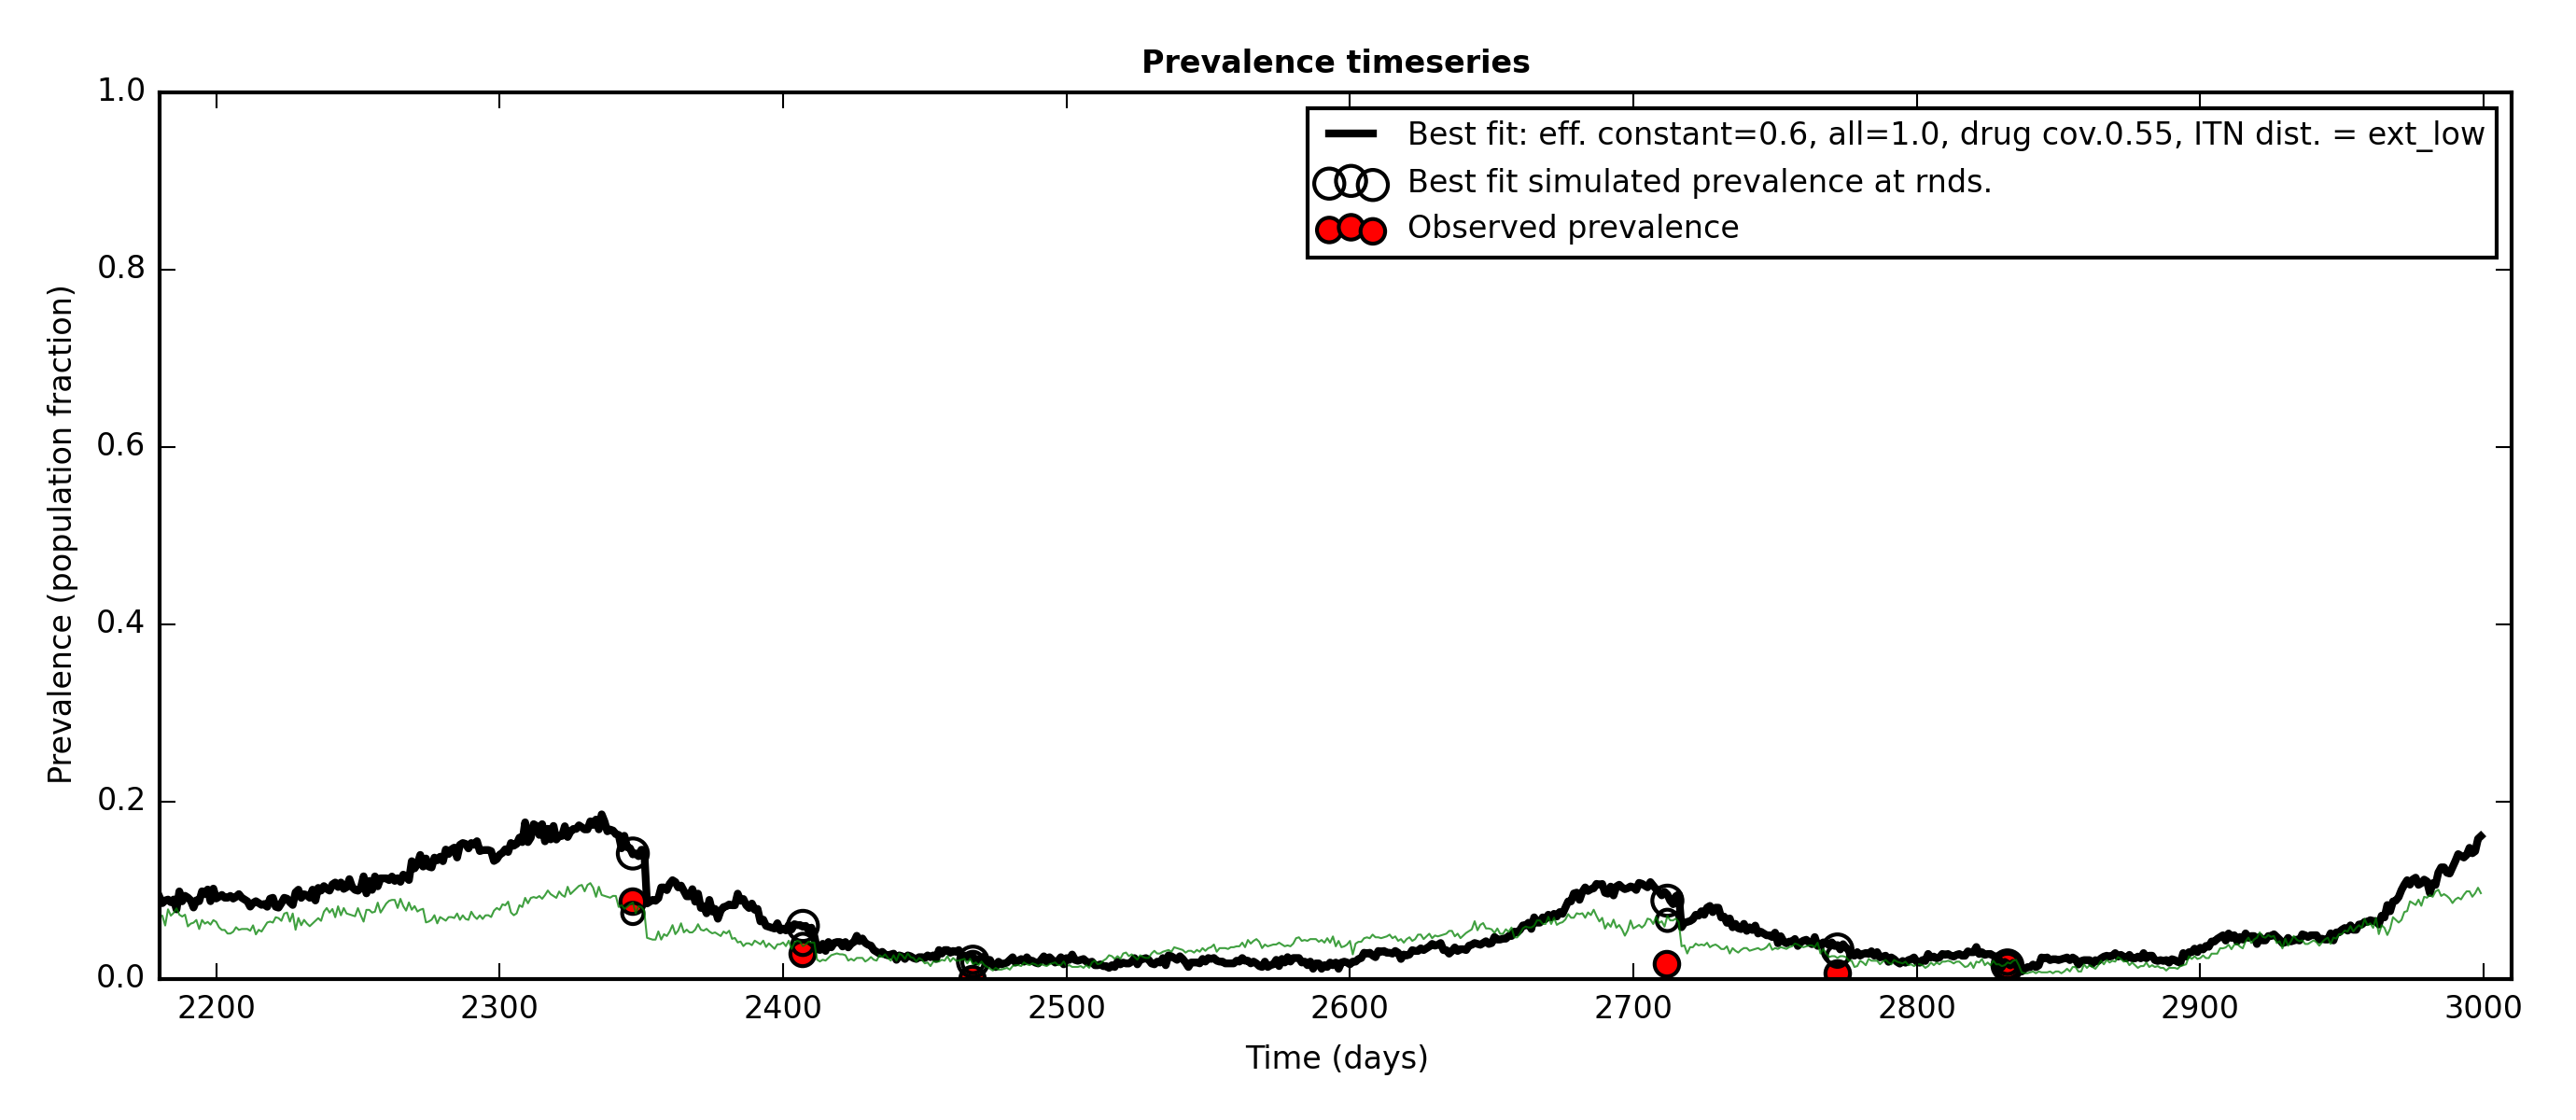 Prevalence timeseries
Best fit: eff. constant=0.6, all=1.0, drug cov.0.55, ITN dist. = ext_low
Best fit simulated prevalence at rnds.
Observed prevalence
Prevalence (population fraction)
1.0
0.8
0.6
0.4
0.2
0.0
2200 2300 2400 2500 2600 2700 2800 2900 3000
Time (days)